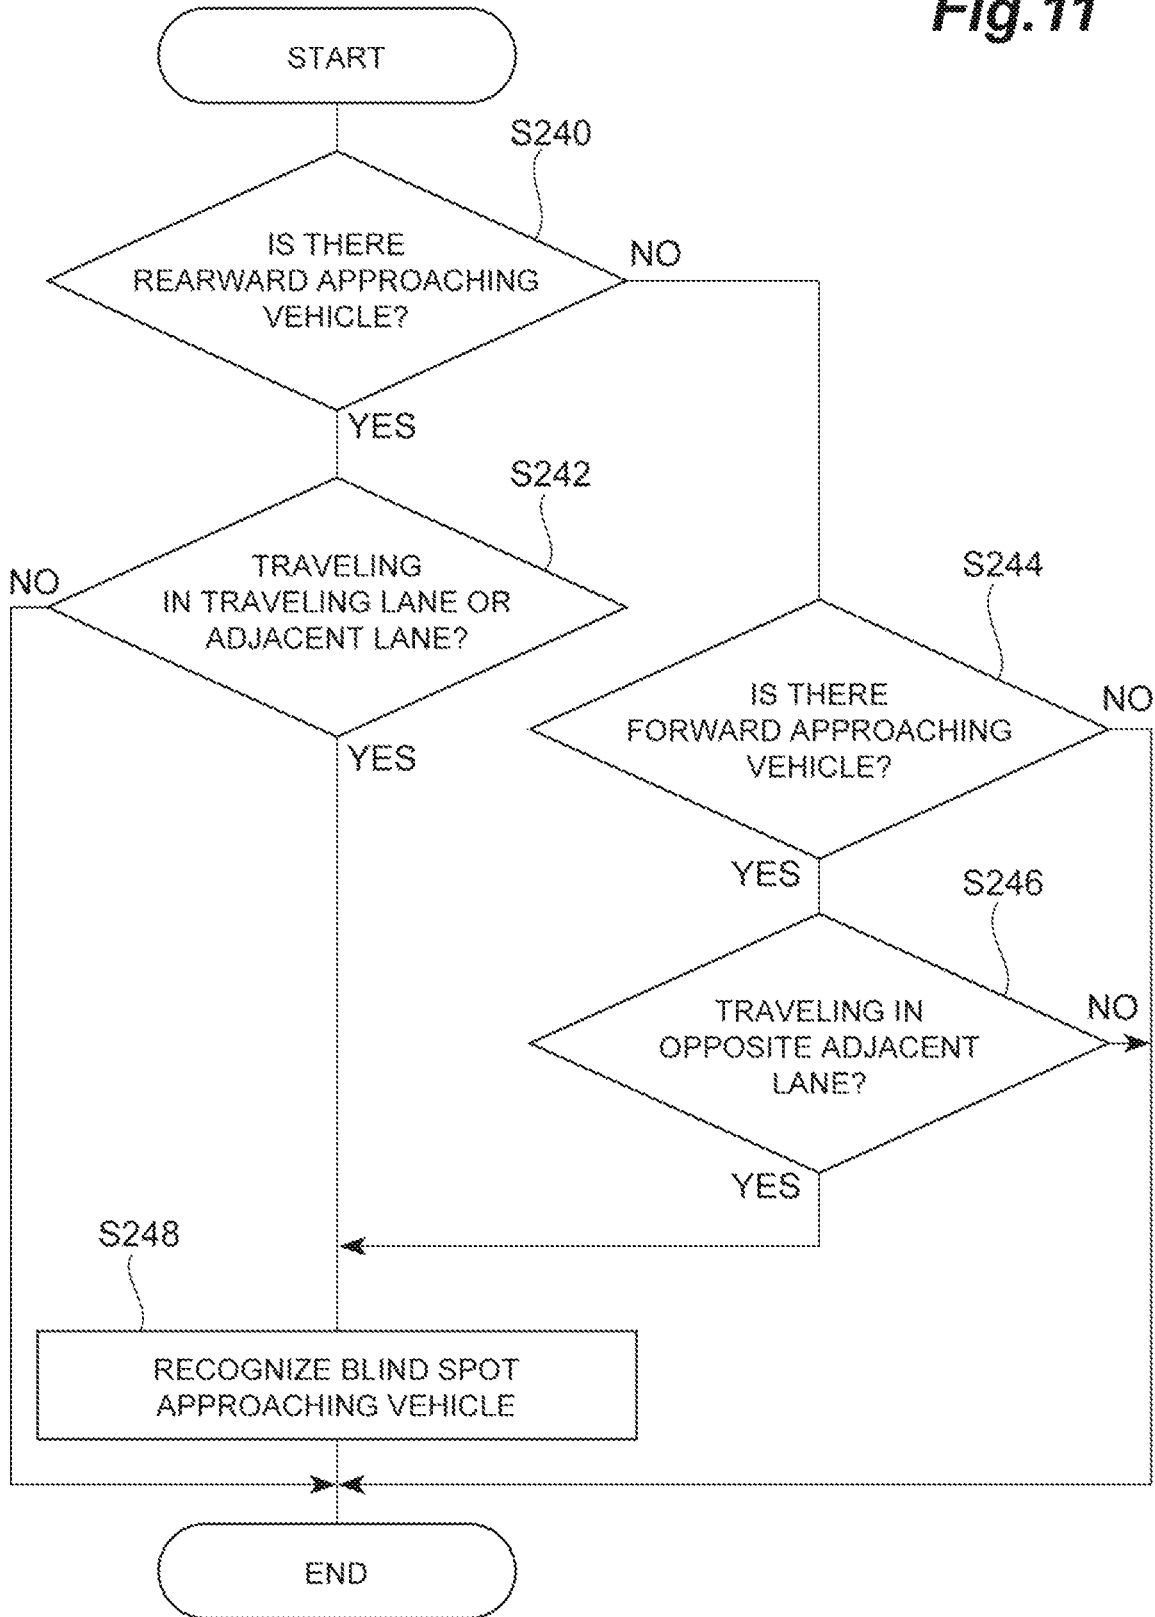 Fig.11
START
S240
IS THERE
REARWARD APPROACHING
VEHICLE?
NO
YES
S242
TRAVELING
IN TRAVELING LANE OR
ADJACENT LANE?
NO
YES
S244
IS THERE
FORWARD APPROACHING
VEHICLE?
NO
YES
S246
TRAVELING IN
OPPOSITE ADJACENT
LANE?
NO
YES
S248
RECOGNIZE BLIND SPOT
APPROACHING VEHICLE
END